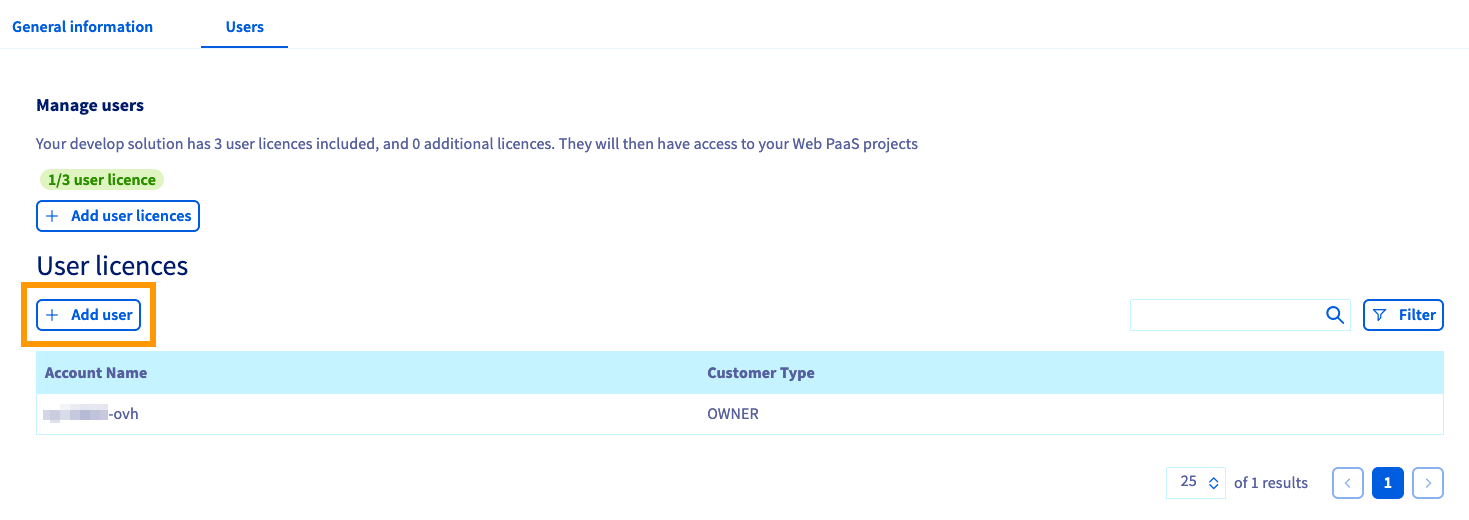 General information
Users
Manage users
Your develop solution has 3 user licences included, and 0 additional licences. They will then have access to your Web PaaS projects
1/3 user licence
Add user licences
User licences
Add user
Filter
Account Name Customer Type
-ovh OWNER
25 of 1 results 1